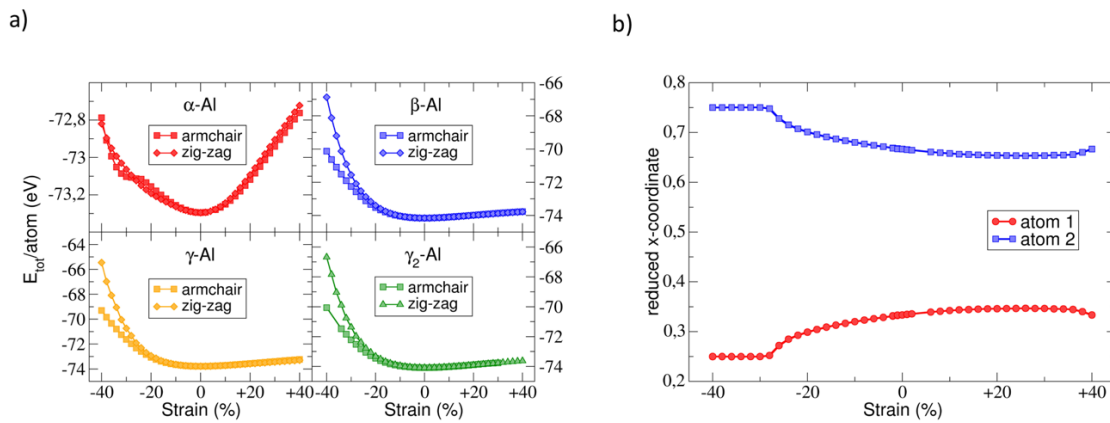 a)
b)
α-Al
armchair
zig-zag
β-Al
armchair
zig-zag
γ-Al
armchair
zig-zag
γ₂-Al
armchair
zig-zag
E_tot/atom (eV)
-72,8
-73
-73,2
-66
-68
-70
-72
-74
-64
-66
-68
-70
-72
-74
-66
-68
-70
-72
-74
-40 -20 0 +20 +40
-40 -20 0 +20 +40
Strain (%)
Strain (%)
reduced x-coordinate
0,8
0,7
0,6
0,5
0,4
0,3
0,2
atom 1
atom 2
-40 -20 0 +20 +40
Strain (%)